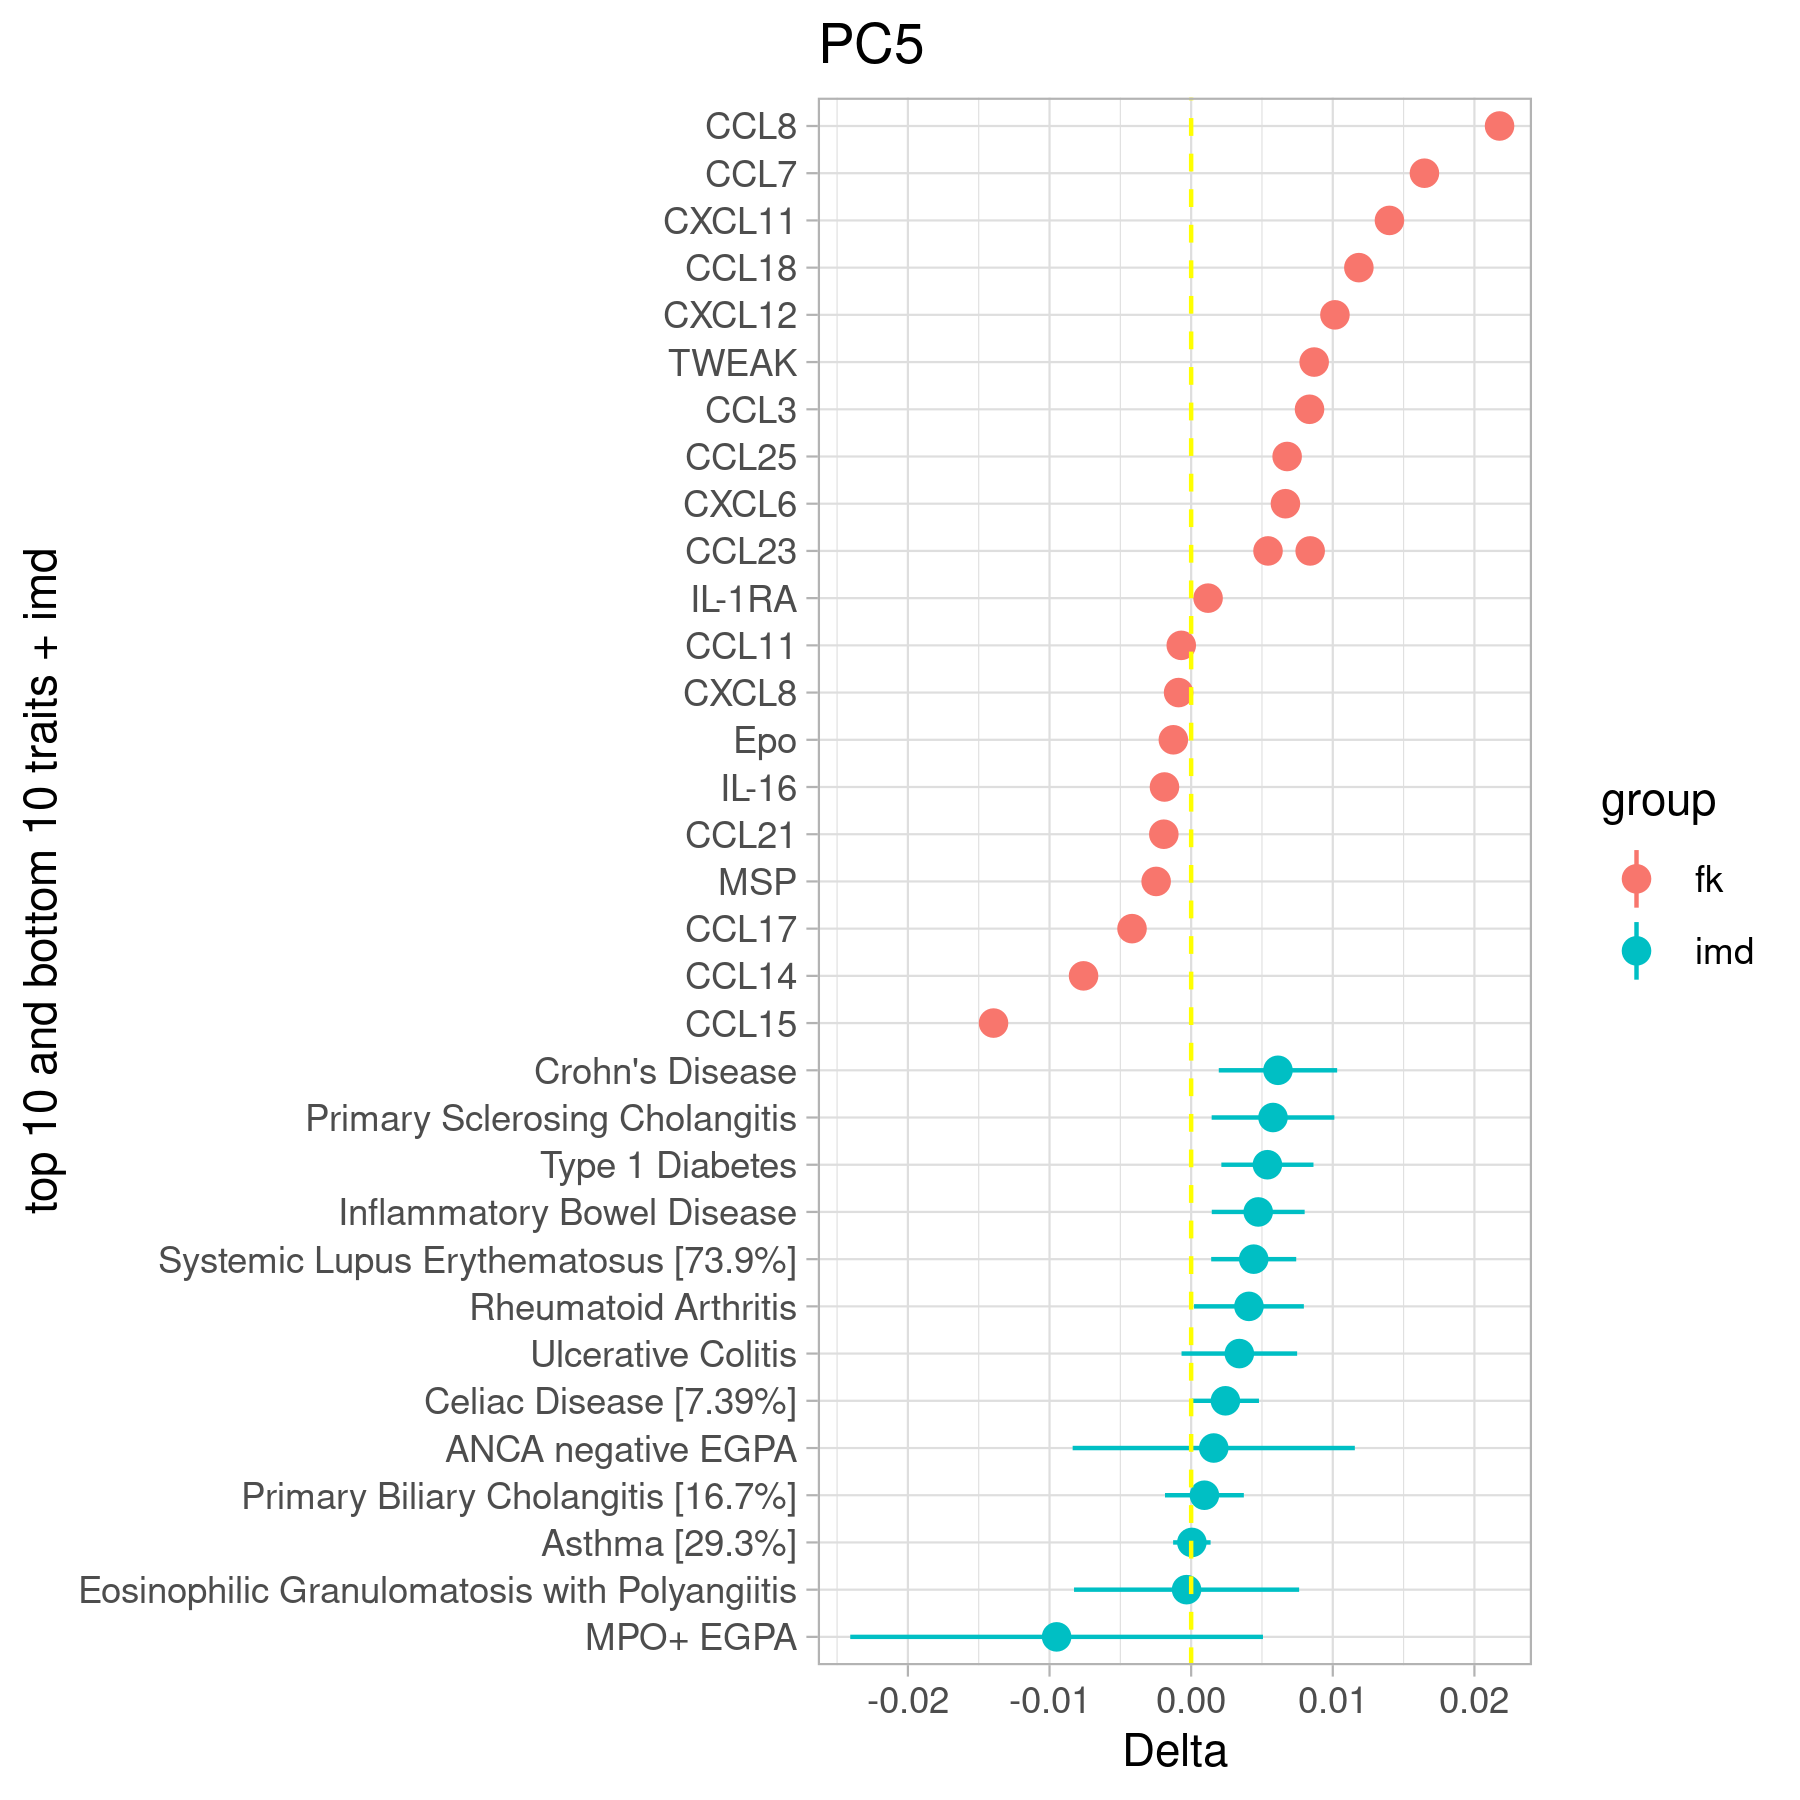 PC5
top 10 and bottom 10 traits + imd
CCL8
CCL7
CXCL11
CCL18
CXCL12
TWEAK
CCL3
CCL25
CXCL6
CCL23
IL-1RA
CCL11
CXCL8
Epo
IL-16
CCL21
MSP
CCL17
CCL14
CCL15
Crohn's Disease
Primary Sclerosing Cholangitis
Type 1 Diabetes
Inflammatory Bowel Disease
Systemic Lupus Erythematosus [73.9%]
Rheumatoid Arthritis
Ulcerative Colitis
Celiac Disease [7.39%]
ANCA negative EGPA
Primary Biliary Cholangitis [16.7%]
Asthma [29.3%]
Eosinophilic Granulomatosis with Polyangiitis
MPO+ EGPA
-0.02 -0.01 0.00 0.01 0.02
Delta
group
fk
imd